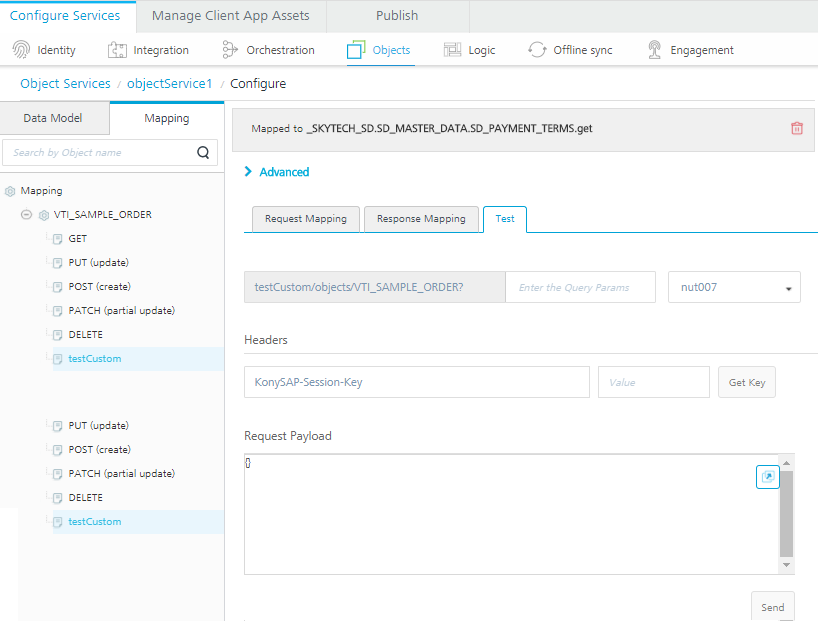 Configure Services
Manage Client App Assets
Publish
Identity
Integration
Orchestration
Objects
Logic
Offline sync
Engagement
Object Services / objectService1 / Configure
Data Model
Mapping
Search by Object name
Mapping
VTI_SAMPLE_ORDER
GET
PUT (update)
POST (create)
PATCH (partial update)
DELETE
testCustom
PUT (update)
POST (create)
PATCH (partial update)
DELETE
testCustom
Mapped to _SKYTECH_SD.SD_MASTER_DATA.SD_PAYMENT_TERMS.get
Advanced
Request Mapping
Response Mapping
Test
testCustom/objects/VTI_SAMPLE_ORDER?
Enter the Query Params
nut007
Headers
KonySAP-Session-Key
Value
Get Key
Request Payload
{}
Send